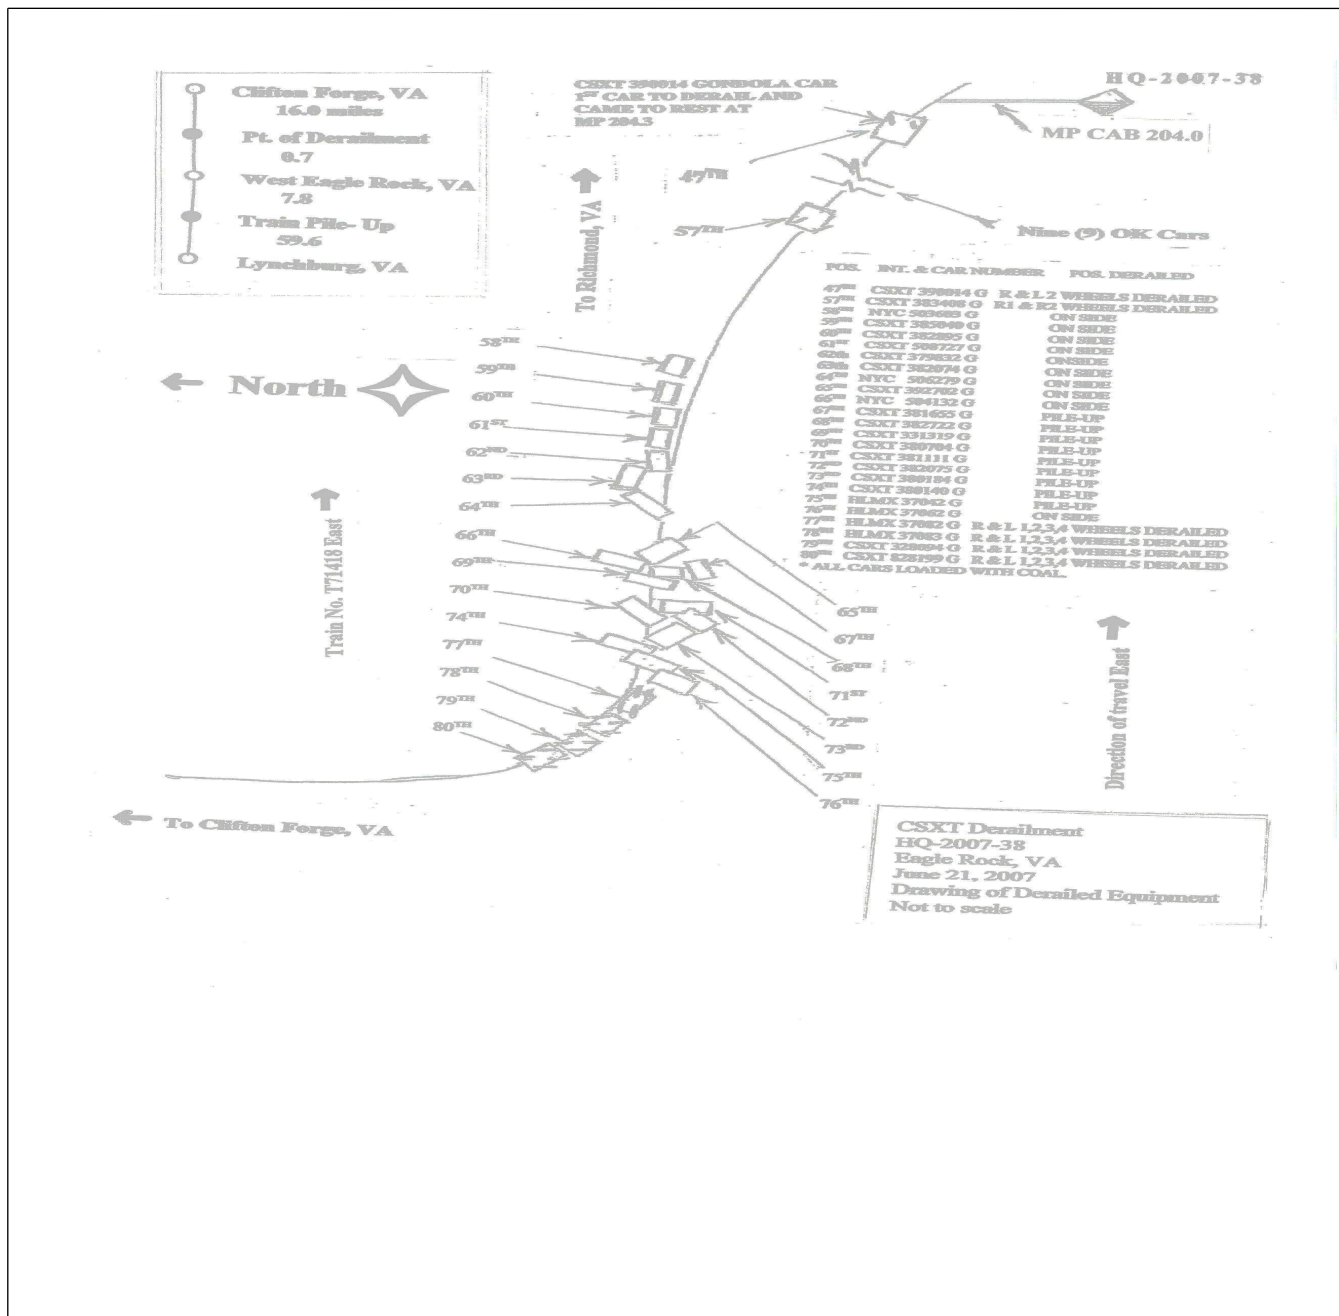 HQ-2007-38
Clifton Forge, VA
16.0 miles
Pt. of Derailment
0.7
West Eagle Rock, VA
7.8
Train Pile- Up
59.6
Lynchburg, VA
CSXT 390014 GONDOLA CAR
1ST CAR TO DERAIL AND
CAME TO REST AT
MP 204.3
MP CAB 204.0
47TH
57TH
Nine (9) OK Cars
To Richmond, VA
POS. INT. & CAR NUMBER POS. DERAILED
47TH CSXT 390014 G R & L 2 WHEELS DERAILED
57TH CSXT 383408 G R1 & R2 WHEELS DERAILED
58TH NYC 503603 G ON SIDE
59TH CSXT 385040 G ON SIDE
60TH CSXT 382895 G ON SIDE
61ST CSXT 508727 G ON SIDE
62th CSXT 379832 G ONSIDE
63th CSXT 382074 G ON SIDE
64TH NYC 506279 G ON SIDE
65TH CSXT 392702 G ON SIDE
66TH NYC 504132 G ON SIDE
67TH CSXT 381655 G PILE-UP
68TH CSXT 382722 G PILE-UP
69TH CSXT 331319 G PILE-UP
70TH CSXT 380704 G PILE-UP
71ST CSXT 381111 G PILE-UP
72ND CSXT 382075 G PILE-UP
73RD CSXT 380184 G PILE-UP
74TH CSXT 380140 G PILE-UP
75TH HLMX 37042 G PILE-UP
76TH HLMX 37062 G ON SIDE
77TH HLMX 37082 G R & L 1,2,3,4 WHEELS DERAILED
78TH HLMX 37083 G R & L 1,2,3,4 WHEELS DERAILED
79TH CSXT 328094 G R & L 1,2,3,4 WHEELS DERAILED
80TH CSXT 828199 G R & L 1,2,3,4 WHEELS DERAILED
* ALL CARS LOADED WITH COAL.
North
58TH
59TH
60TH
61ST
62ND
63RD
64TH
66TH
69TH
70TH
74TH
77TH
78TH
79TH
80TH
65TH
67TH
68TH
71ST
72ND
73RD
75TH
76TH
Train No. T71418 East
Direction of travel East
To Clifton Forge, VA
CSXT Derailment
HQ-2007-38
Eagle Rock, VA
June 21, 2007
Drawing of Derailed Equipment
Not to scale